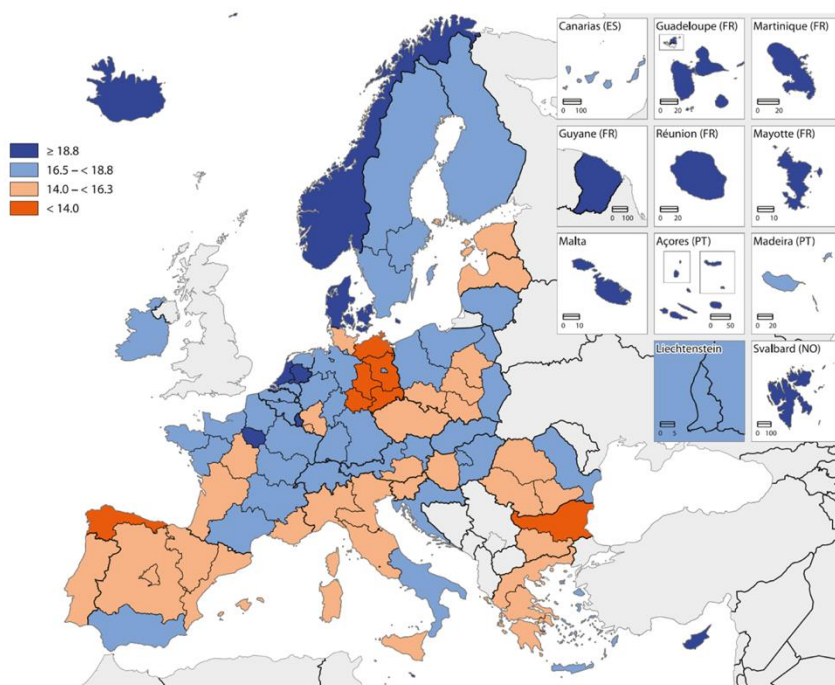 Canarias (ES)
0 100
Guadeloupe (FR)
0 20
Martinique (FR)
0 20
Guyane (FR)
0 100
Réunion (FR)
0 20
Mayotte (FR)
0 10
Malta
0 10
Açores (PT)
0 50
Madeira (PT)
0 20
Liechtenstein
0 5
Svalbard (NO)
0 100
≥ 18.8
16.5 – < 18.8
14.0 – < 16.3
< 14.0